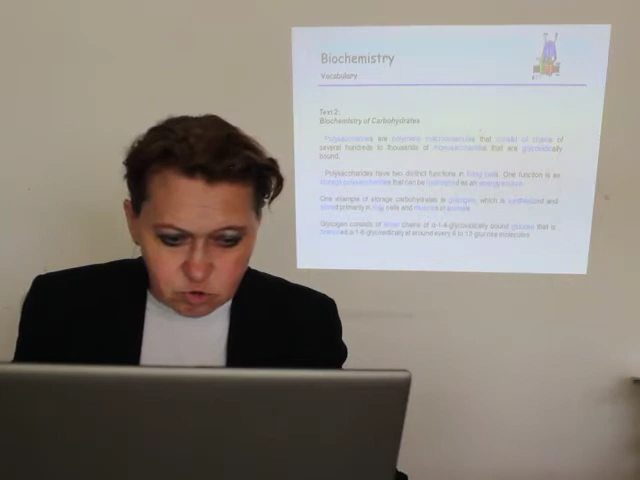 Biochemistry
Vocabulary
Text 2:
Biochemistry of Carbohydrates
Polysaccharides are polymeric macromolecules that consist of chains of
several hundreds to thousands of monosaccharides that are glycosidically
bound.
Polysaccharides have two distinct functions in living cells. One function is as
storage polysaccharides that can be hydrolyzed as an energy source.
One example of storage carbohydrates is glycogen, which is synthesized and
stored primarily in cells and in animals.
Glycogen consists of linear chains of α-1-4-glycosidically bound glucose that is
branched α-1-6-glycosidically at around every 8 to 12 glucose molecules